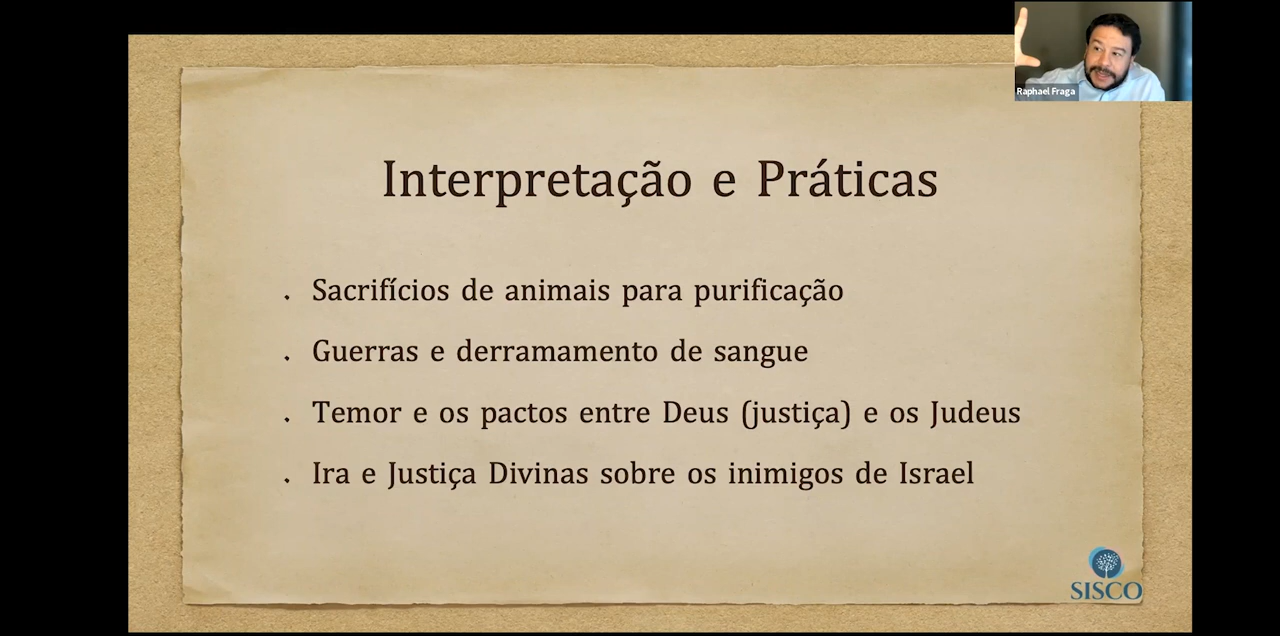 Raphael Fraga
Interpretação e Práticas
. Sacrifícios de animais para purificação
. Guerras e derramamento de sangue
. Temor e os pactos entre Deus (justiça) e os Judeus
. Ira e Justiça Divinas sobre os inimigos de Israel
SISCO